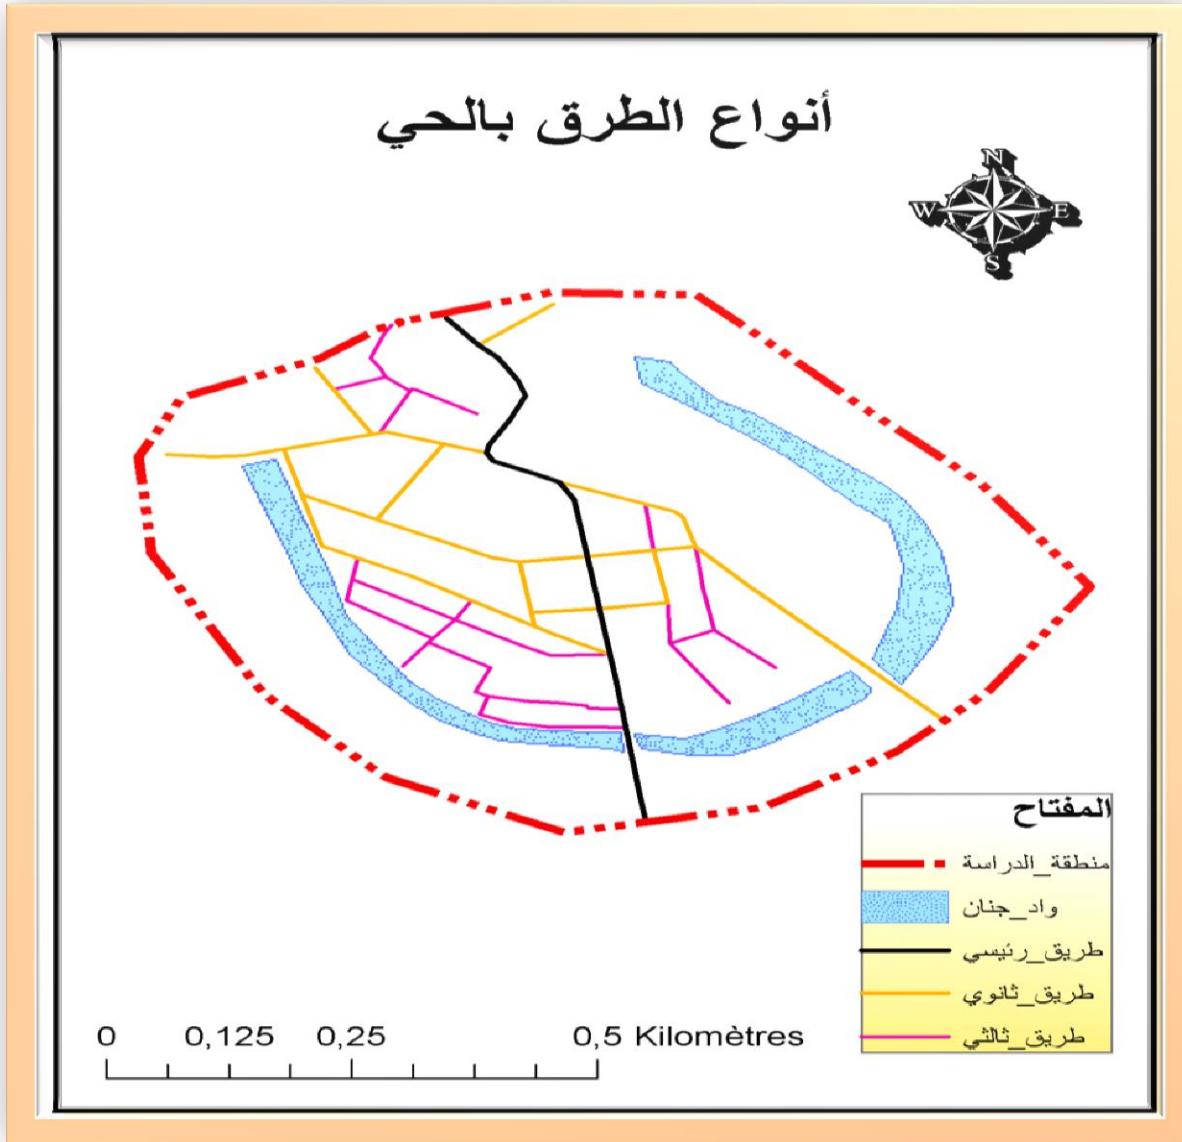 أنواع الطرق بالحي
N
W
E
S
المفتاح
منطقة_الدراسة
واد_جنان
طريق_رئيسي
طريق_ثانوي
طريق_ثالثي
0 0,125 0,25 0,5 Kilomètres